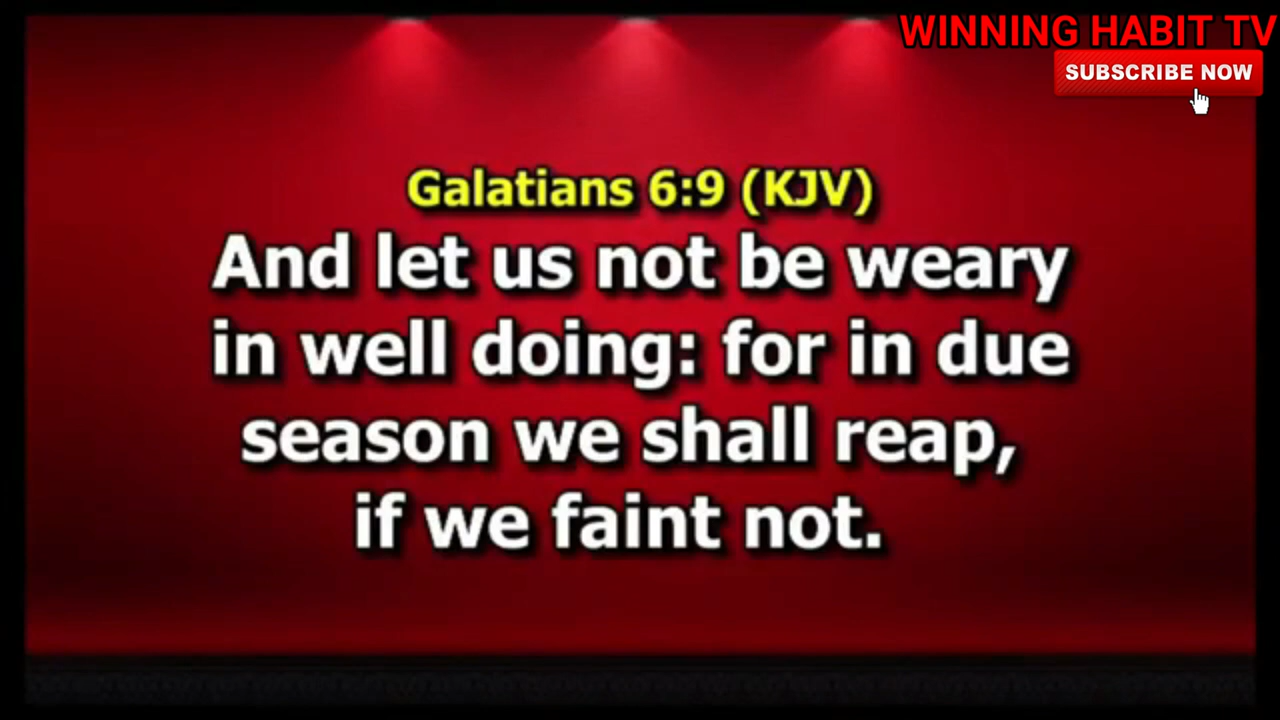 WINNING HABIT TV
SUBSCRIBE NOW
Galatians 6:9 (KJV)
And let us not be weary
in well doing: for in due
season we shall reap,
if we faint not.